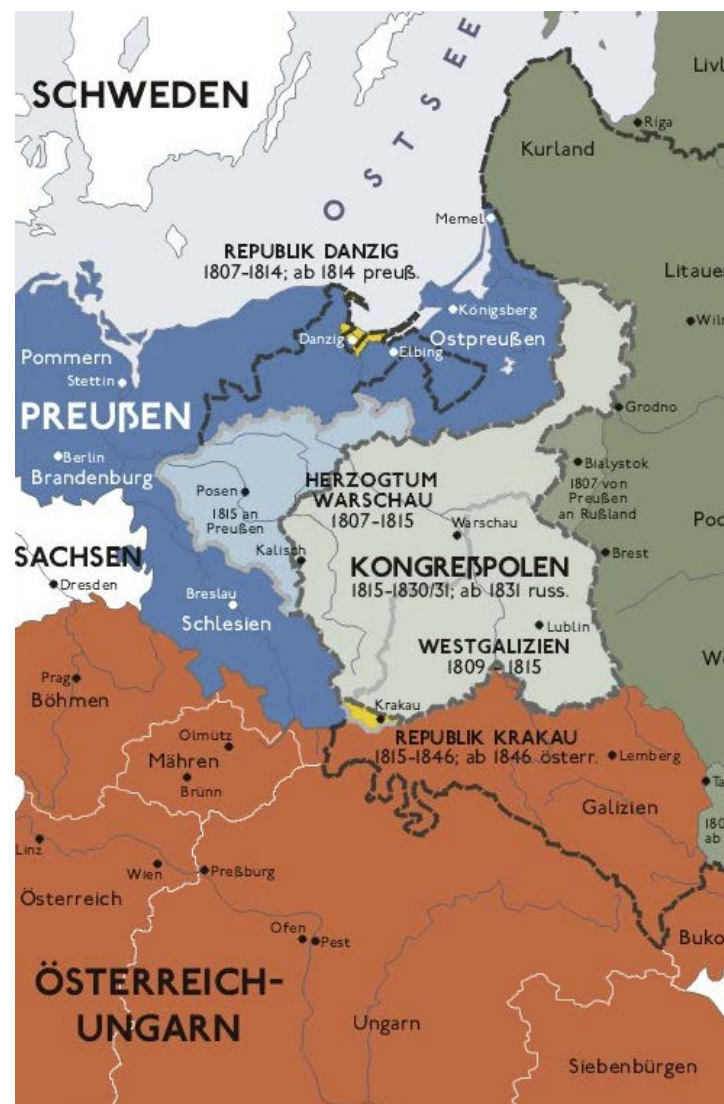 SCHWEDEN
OSTSEE
Riga
Kurland
Memel
REPUBLIK DANZIG
1807-1814; ab 1814 preuß.
Königsberg
Ostpreußen
Danzig
Elbing
Pommern
Stettin
PREUßEN
Berlin
Brandenburg
Grodno
Bialystok
1807 von
Preußen
an Rußland
Posen
1815 an
Preußen
HERZOGTUM
WARSCHAU
1807-1815
Warschau
Kalisch
KONGREßPOLEN
1815-1830/31; ab 1831 russ.
Brest
SACHSEN
Dresden
Breslau
Schlesien
Lublin
WESTGALIZIEN
1809 – 1815
Prag
Böhmen
Krakau
REPUBLIK KRAKAU
1815-1846; ab 1846 österr.
Olmütz
Mähren
Brünn
Lemberg
Galizien
Linz
Wien
Preßburg
Österreich
Ofen
Pest
ÖSTERREICH-
UNGARN
Ungarn
Siebenbürgen